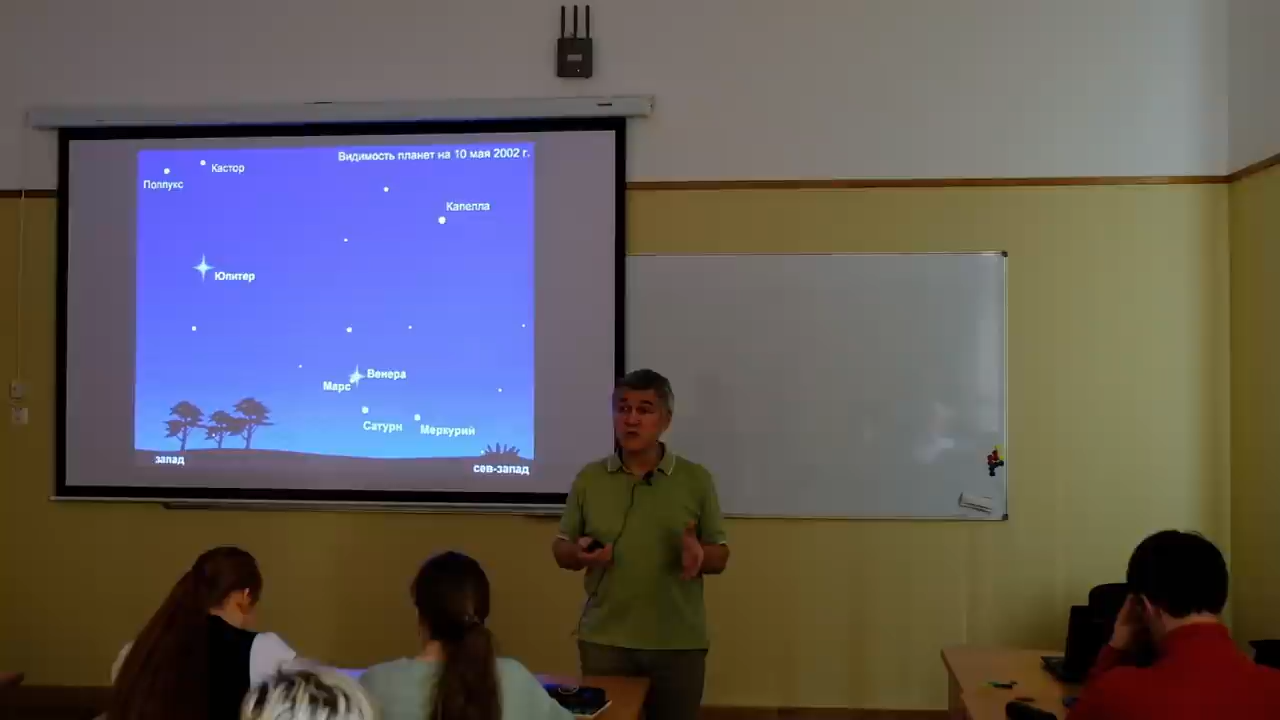 Видимость планет на 10 мая 2002 г.
Кастор
Поллукс
Капелла
Юпитер
Венера
Марс
Сатурн
Меркурий
запад
сев-запад